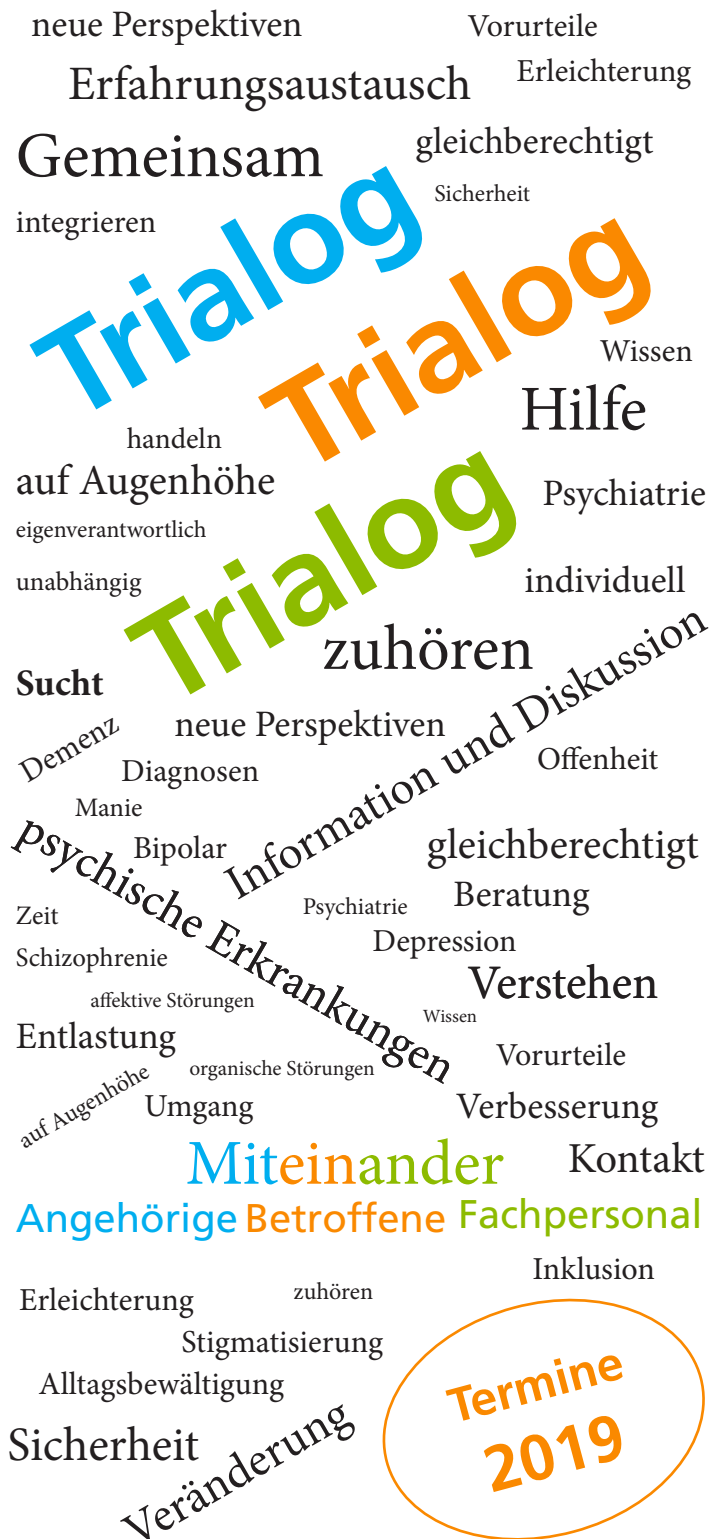 neue Perspektiven
Vorurteile
Erfahrungsaustausch
Erleichterung
Gemeinsam
gleichberechtigt
Sicherheit
integrieren
Trialog
Trialog
Wissen
Hilfe
handeln
auf Augenhöhe
Psychiatrie
eigenverantwortlich
Trialog
unabhängig
individuell
zuhören
Sucht
neue Perspektiven
Information und Diskussion
Demenz
Diagnosen
Offenheit
Manie
Bipolar
gleichberechtigt
psychische Erkrankungen
Beratung
Zeit
Psychiatrie
Depression
Schizophrenie
Verstehen
affektive Störungen
Wissen
Entlastung
Vorurteile
organische Störungen
auf Augenhöhe
Umgang
Verbesserung
Miteinander
Kontakt
Angehörige Betroffene Fachpersonal
Inklusion
Erleichterung
zuhören
Stigmatisierung
Alltagsbewältigung
Termine
2019
Sicherheit
Veränderung